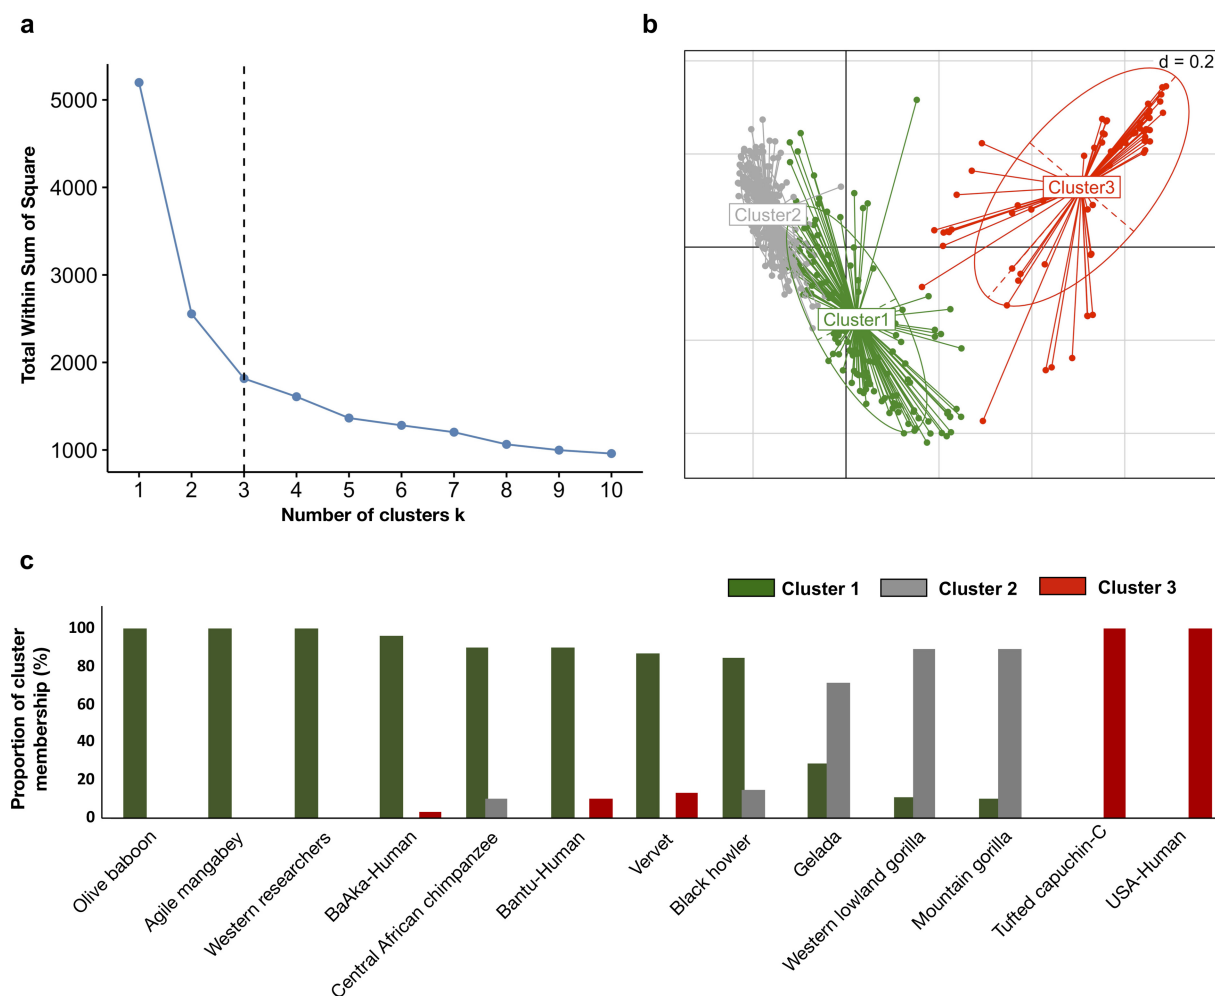 a
5000
4000
3000
2000
1000
Total Within Sum of Square
1 2 3 4 5 6 7 8 9 10
Number of clusters k
b
d = 0.2
Cluster3
Cluster2
Cluster1
c
Cluster 1 Cluster 2 Cluster 3
100
80
60
40
20
0
Proportion of cluster
membership (%)
Olive baboon
Agile mangabey
Western researchers
BaAka-Human
Central African chimpanzee
Bantu-Human
Vervet
Black howler
Gelada
Western lowland gorilla
Mountain gorilla
Tufted capuchin-C
USA-Human